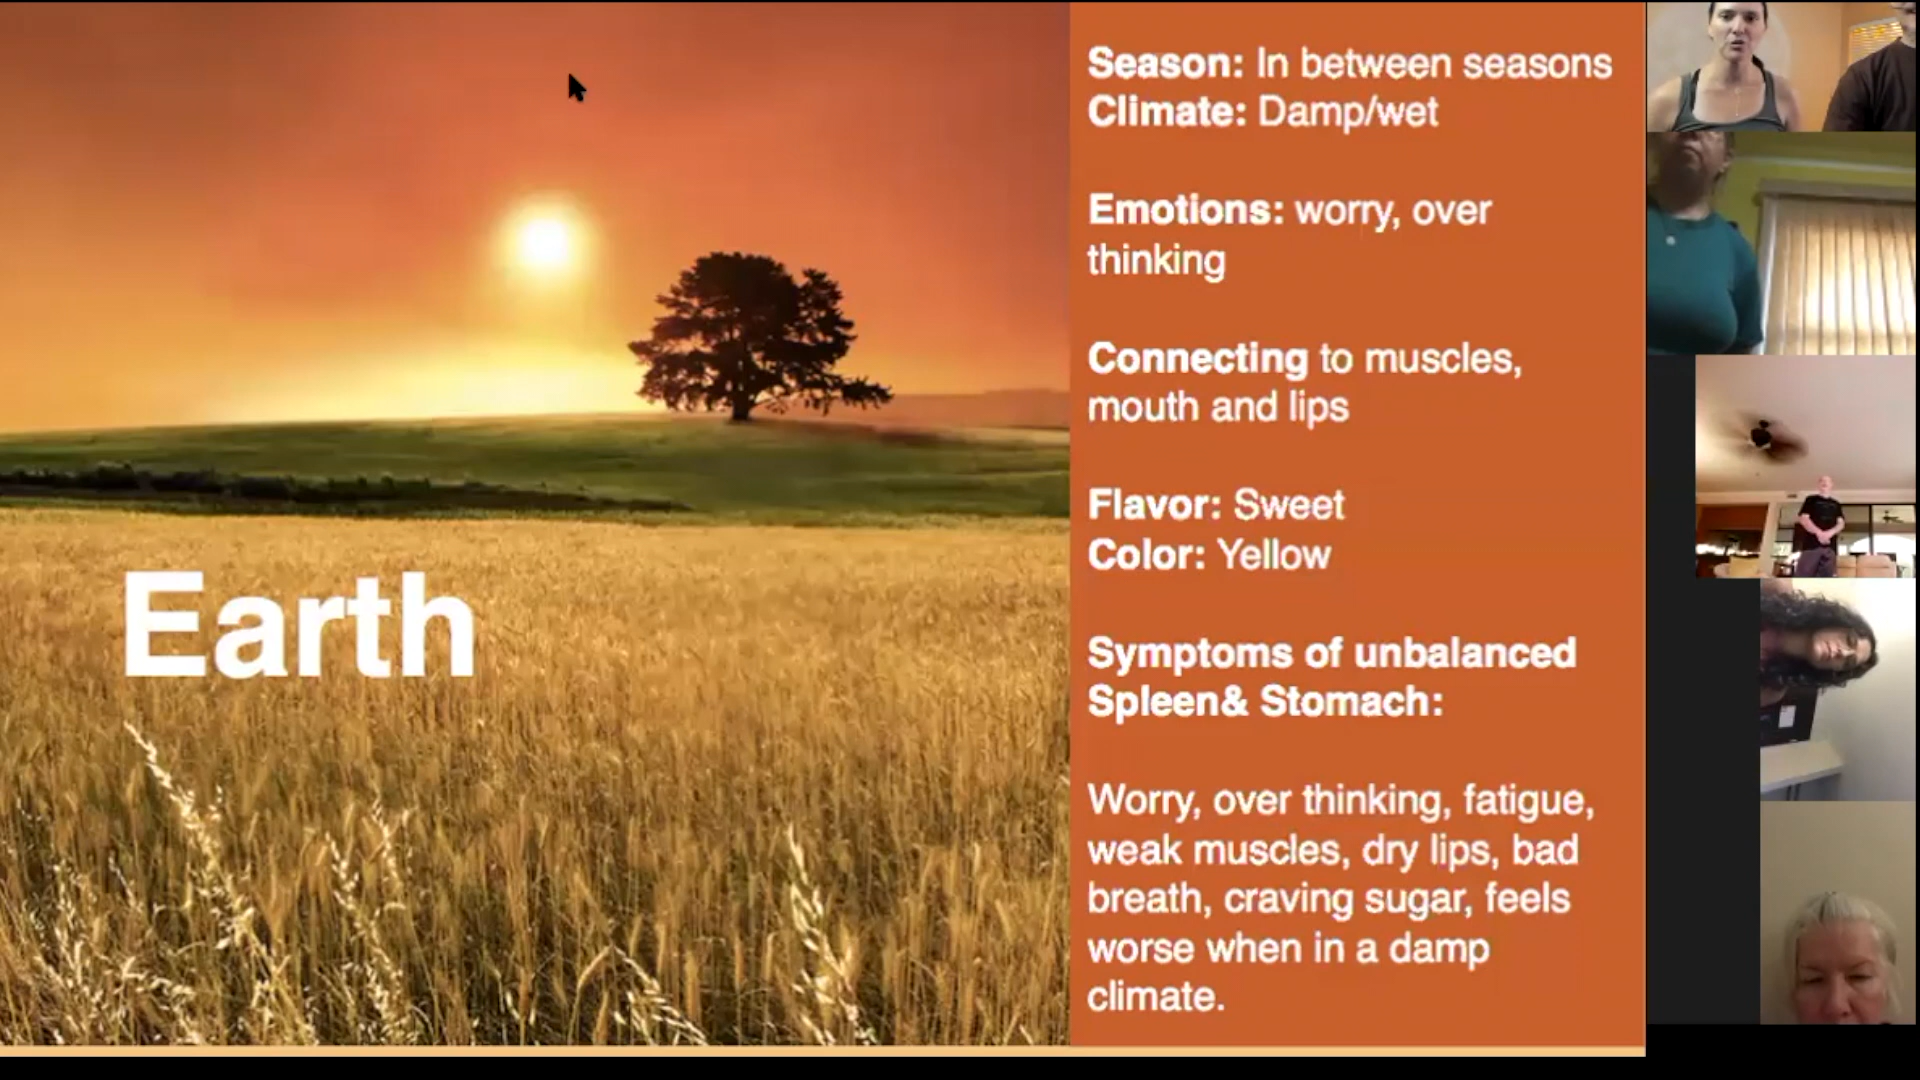 Earth
Season: In between seasons
Climate: Damp/wet
Emotions: worry, over
thinking
Connecting to muscles,
mouth and lips
Flavor: Sweet
Color: Yellow
Symptoms of unbalanced
Spleen& Stomach:
Worry, over thinking, fatigue,
weak muscles, dry lips, bad
breath, craving sugar, feels
worse when in a damp
climate.